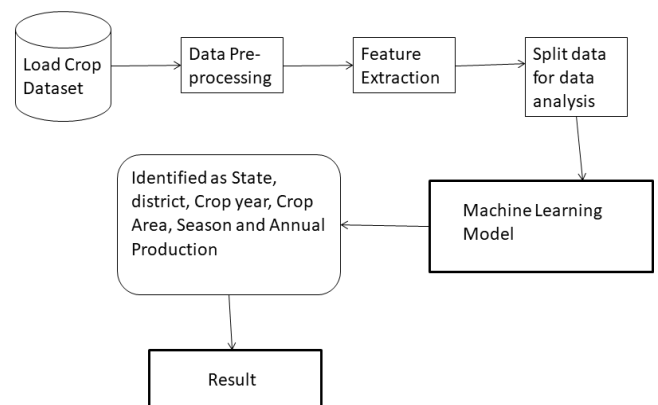 Load Crop
Dataset
Data Pre-
processing
Feature
Extraction
Split data
for data
analysis
Machine Learning
Model
Identified as State,
district, Crop year, Crop
Area, Season and Annual
Production
Result